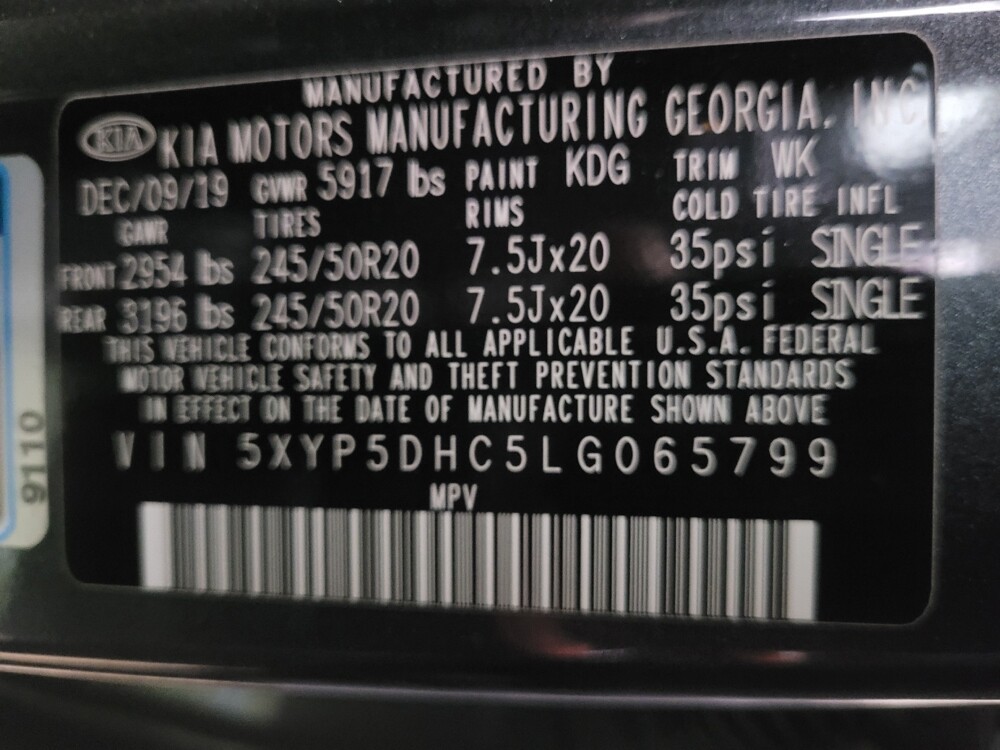 MANUFACTURED BY
KIA KIA MOTORS MANUFACTURING GEORGIA, INC
DEC/09/19 GVWR 5917 lbs PAINT KDG TRIM WK
GAWR TIRES RIMS COLD TIRE INFL
FRONT 2954 lbs 245/50R20 7.5Jx20 35psi SINGLE
REAR 3196 lbs 245/50R20 7.5Jx20 35psi SINGLE
THIS VEHICLE CONFORMS TO ALL APPLICABLE U.S.A. FEDERAL
MOTOR VEHICLE SAFETY AND THEFT PREVENTION STANDARDS
IN EFFECT ON THE DATE OF MANUFACTURE SHOWN ABOVE
VIN 5XYP5DHC5LG065799
MPV
9110